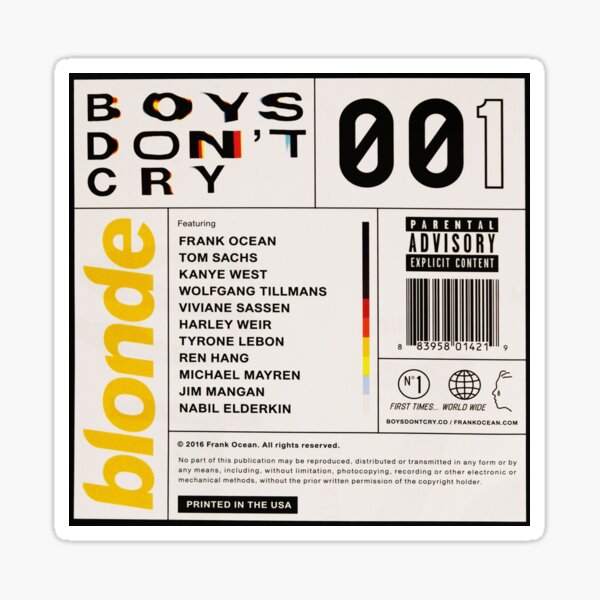 BOYS
DON'T
CRY
001
blonde
Featuring
FRANK OCEAN
TOM SACHS
KANYE WEST
WOLFGANG TILLMANS
VIVIANE SASSEN
HARLEY WEIR
TYRONE LEBON
REN HANG
MICHAEL MAYREN
JIM MANGAN
NABIL ELDERKIN
PARENTAL
ADVISORY
EXPLICIT CONTENT
8 83958 01421 9
N°1
FIRST TIMES... WORLD WIDE
BOYSDONTCRY.CO / FRANKOCEAN.COM
© 2016 Frank Ocean. All rights reserved.
No part of this publication may be reproduced, distributed or transmitted in any form or by
any means, including, without limitation, photocopying, recording or other electronic or
mechanical methods, without the prior written permission of the copyright holder.
PRINTED IN THE USA